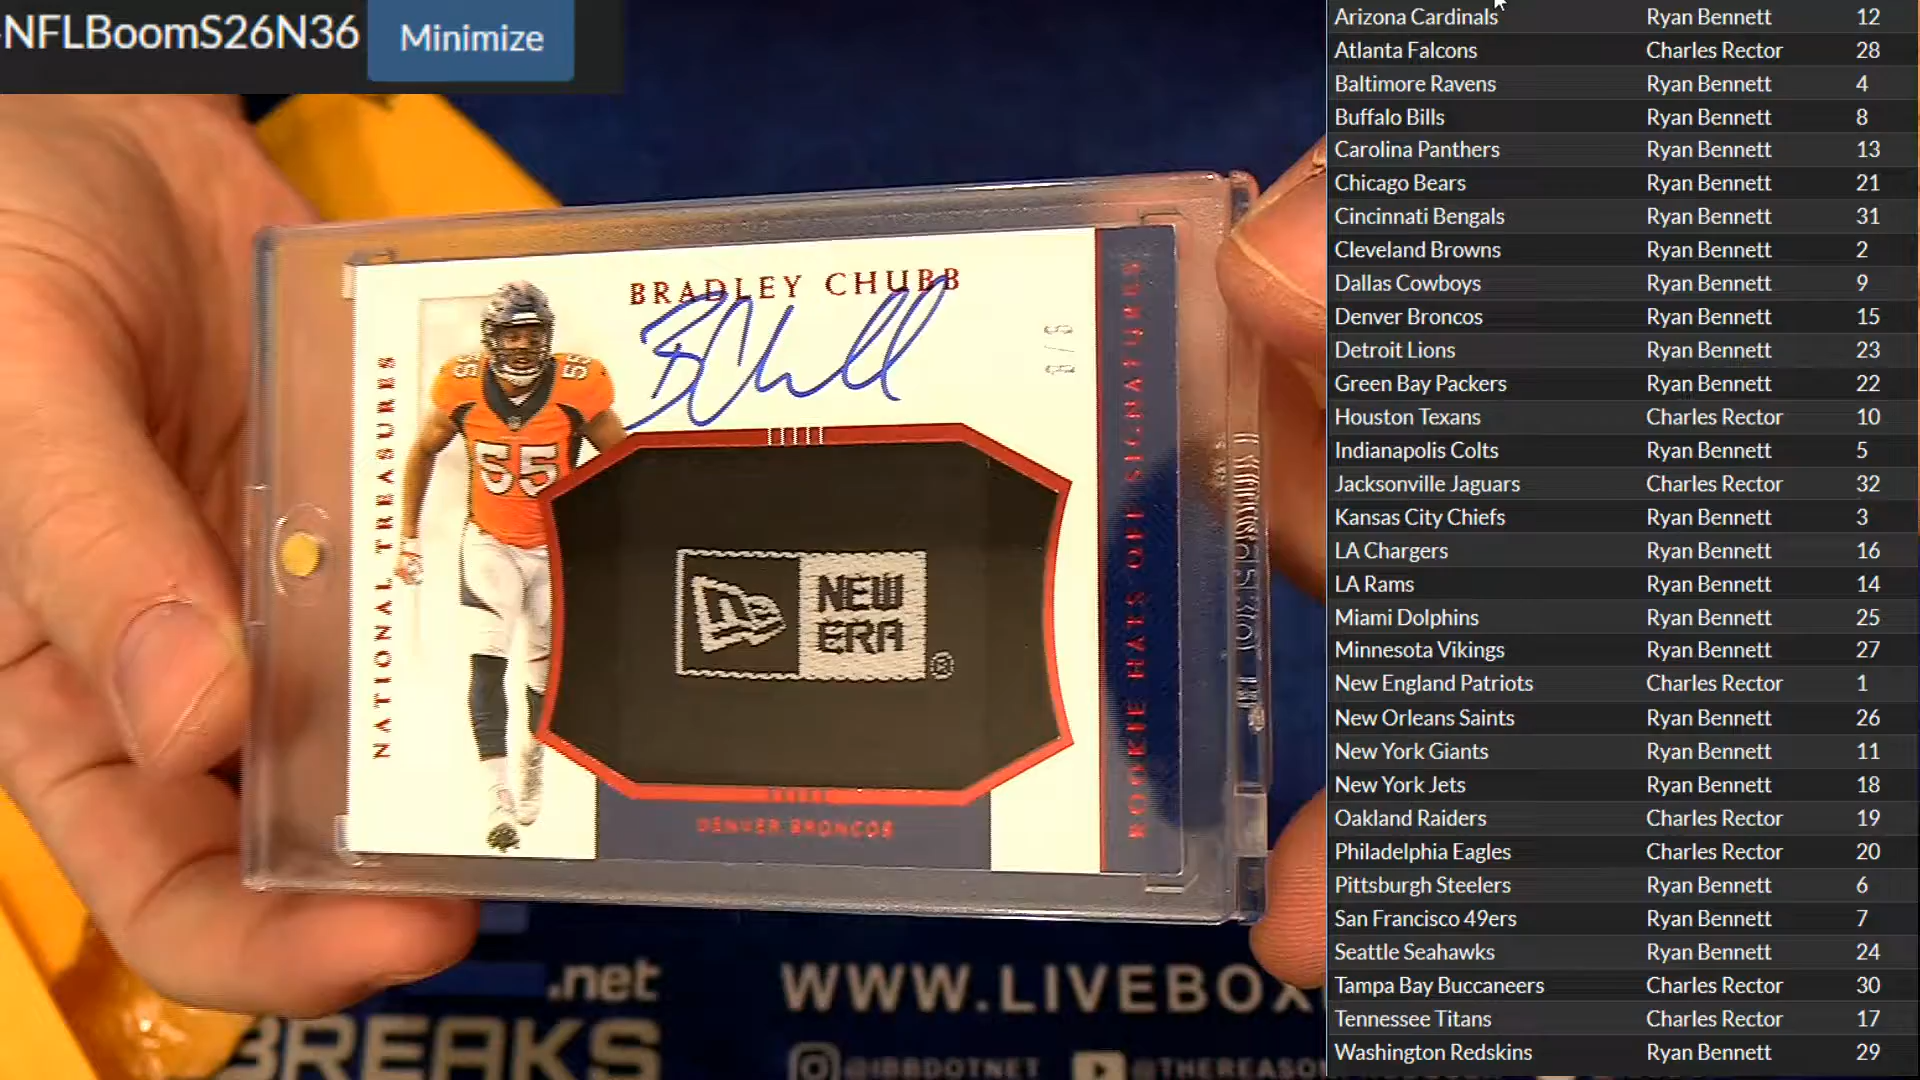 NFLBoomS26N36 Minimize
BRADLEY CHUBB
B Chubb
NATIONAL TREASURES
55
55
55
NEW
ERA
®
DENVER BRONCOS
ROOKIE HATS OFF SIGNATURES
.net
BREAKS
WWW.LIVEBOX
@IBBDOTNET
Arizona Cardinals Ryan Bennett 12
Atlanta Falcons Charles Rector 28
Baltimore Ravens Ryan Bennett 4
Buffalo Bills Ryan Bennett 8
Carolina Panthers Ryan Bennett 13
Chicago Bears Ryan Bennett 21
Cincinnati Bengals Ryan Bennett 31
Cleveland Browns Ryan Bennett 2
Dallas Cowboys Ryan Bennett 9
Denver Broncos Ryan Bennett 15
Detroit Lions Ryan Bennett 23
Green Bay Packers Ryan Bennett 22
Houston Texans Charles Rector 10
Indianapolis Colts Ryan Bennett 5
Jacksonville Jaguars Charles Rector 32
Kansas City Chiefs Ryan Bennett 3
LA Chargers Ryan Bennett 16
LA Rams Ryan Bennett 14
Miami Dolphins Ryan Bennett 25
Minnesota Vikings Ryan Bennett 27
New England Patriots Charles Rector 1
New Orleans Saints Ryan Bennett 26
New York Giants Ryan Bennett 11
New York Jets Ryan Bennett 18
Oakland Raiders Charles Rector 19
Philadelphia Eagles Charles Rector 20
Pittsburgh Steelers Ryan Bennett 6
San Francisco 49ers Ryan Bennett 7
Seattle Seahawks Ryan Bennett 24
Tampa Bay Buccaneers Charles Rector 30
Tennessee Titans Charles Rector 17
Washington Redskins Ryan Bennett 29